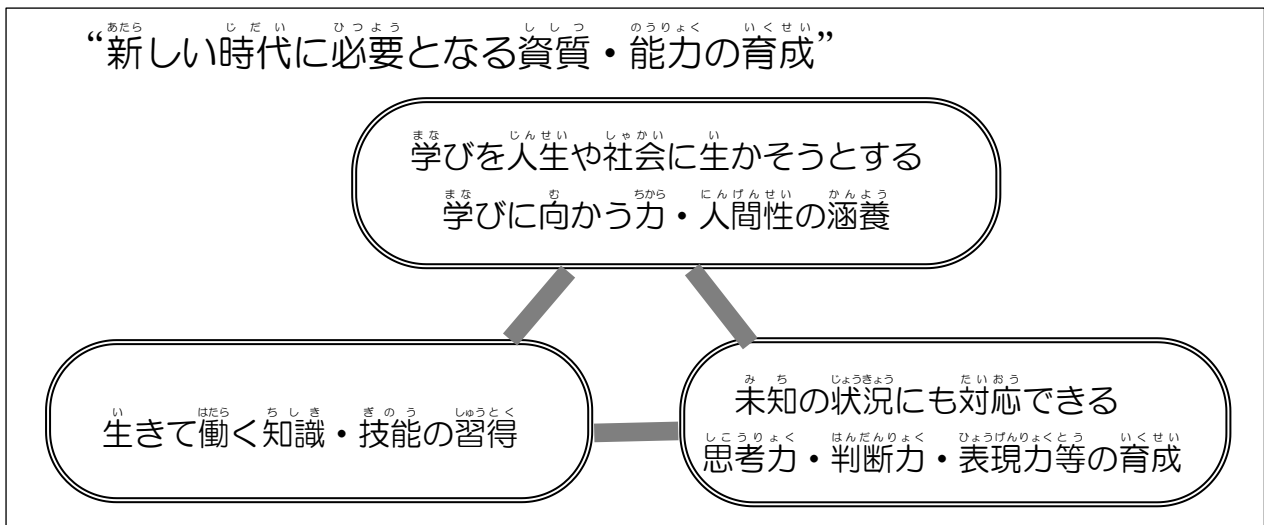 “新しい時代に必要となる資質・能力の育成”
学びを人生や社会に生かそうとする
学びに向かう力・人間性の涵養
生きて働く知識・技能の習得
未知の状況にも対応できる
思考力・判断力・表現力等の育成